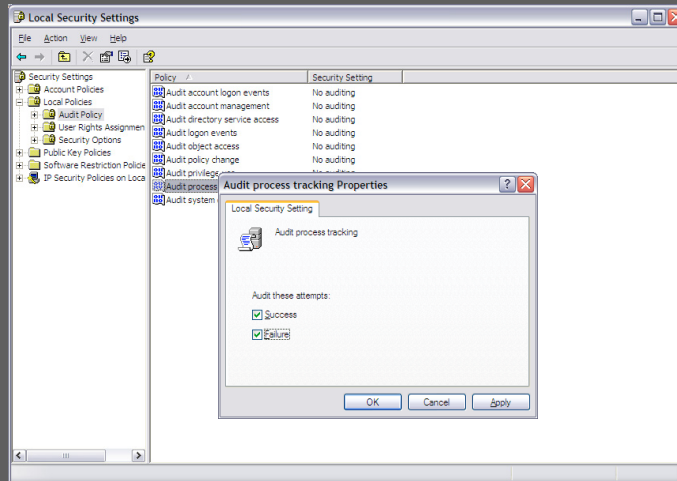 Local Security Settings
File Action View Help
Security Settings
Account Policies
Local Policies
Audit Policy
User Rights Assignmen
Security Options
Public Key Policies
Software Restriction Policie
IP Security Policies on Loca
Policy Security Setting
Audit account logon events No auditing
Audit account management No auditing
Audit directory service access No auditing
Audit logon events No auditing
Audit object access No auditing
Audit policy change No auditing
Audit privilege
Audit process
Audit system
Audit process tracking Properties
Local Security Setting
Audit process tracking
Audit these attempts:
Success
Failure
OK Cancel Apply